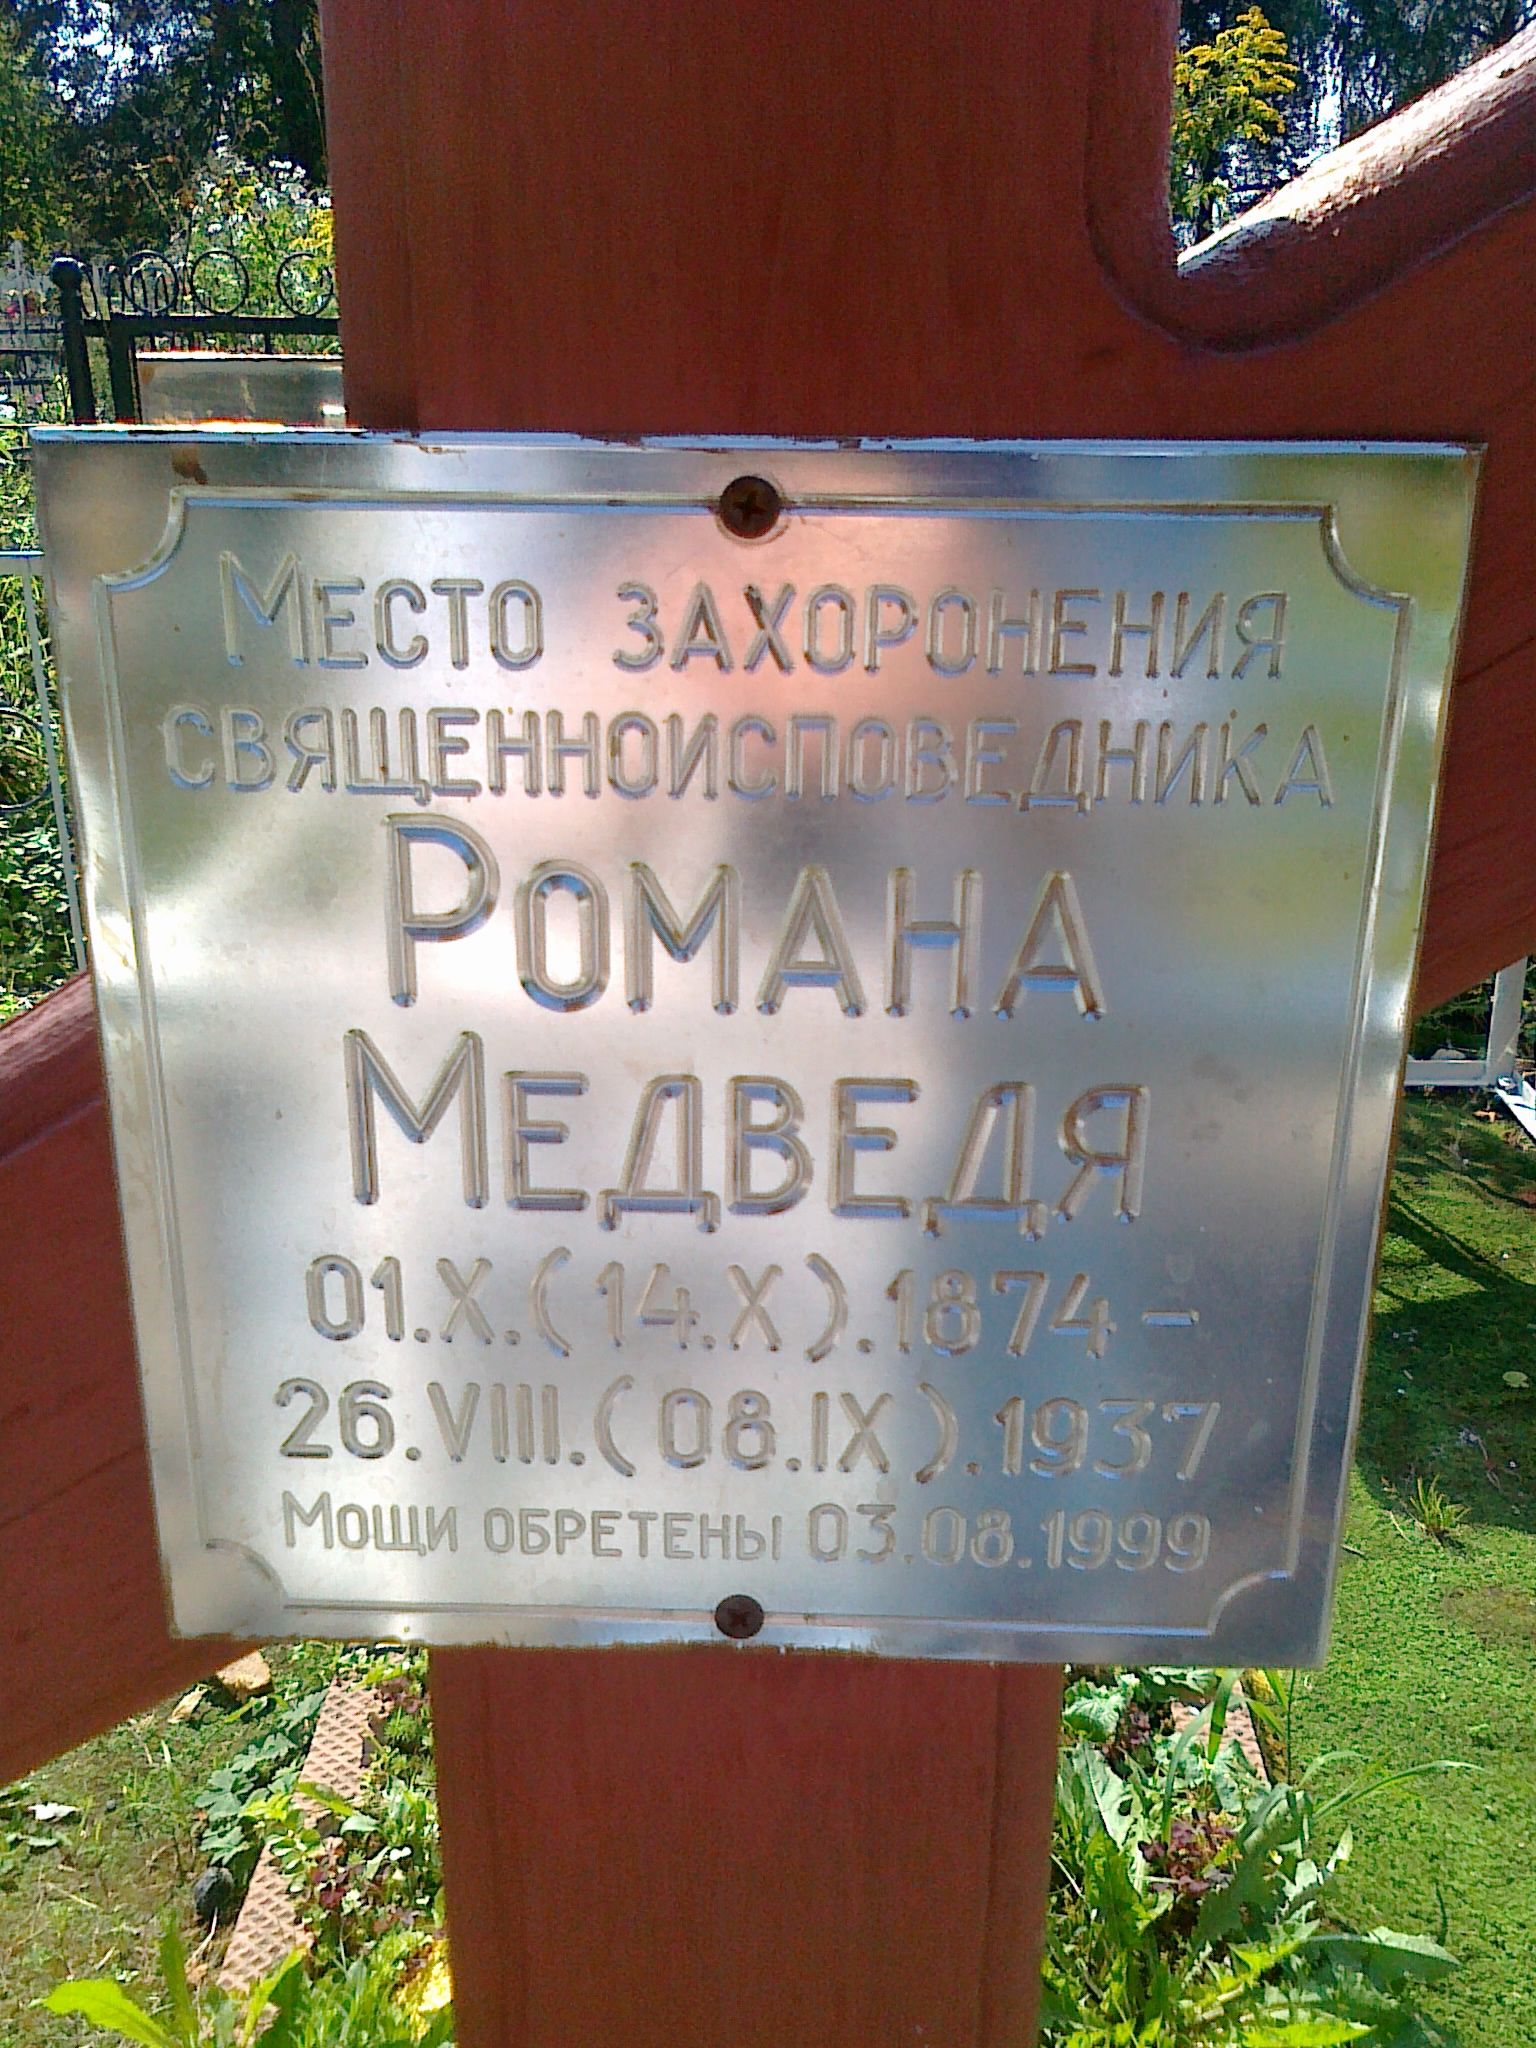 Место захоронения
священноисповедника
Романа
Медведя
01.X.(14.X).1874 –
26.VIII.(08.IX).1937
Мощи обретены 03.08.1999